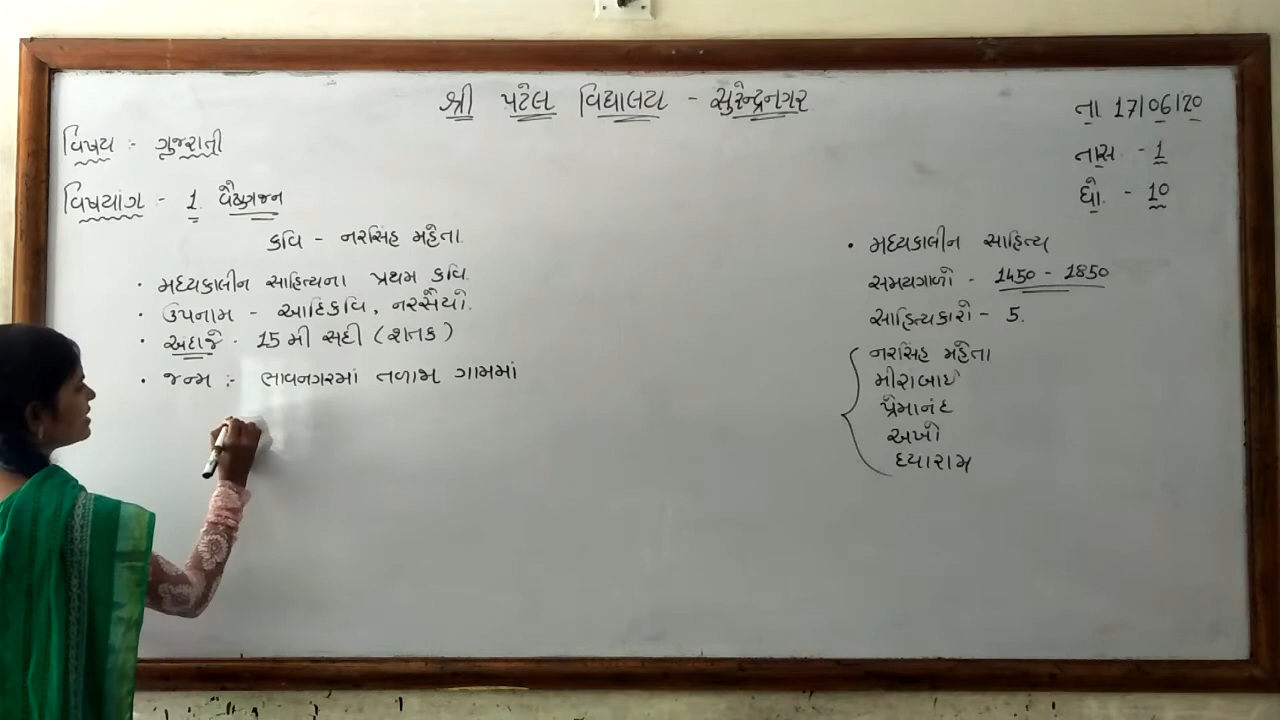 શ્રી પટેલ વિદ્યાલય - સુરેન્દ્રનગર
તા 17/06/20
તાસ - 1
ધો. - 10
વિષય :- ગુજરાતી
વિષયાંગ :- 1. વૈષ્ણવજન
કવિ - નરસિંહ મહેતા.
• મધ્યકાલીન સાહિત્યના પ્રથમ કવિ.
• ઉપનામ - આદિકવિ, નરસૈંયો.
• અદાજે - 15 મી સદી (શતક)
• જન્મ :- ભાવનગરમાં તળાજા ગામમાં
• મધ્યકાલીન સાહિત્ય
સમયગાળો - 1450 - 1850
સાહિત્યકારો - 5.
નરસિંહ મહેતા
મીરાબાઈ
પ્રેમાનંદ
અખો
દયારામ